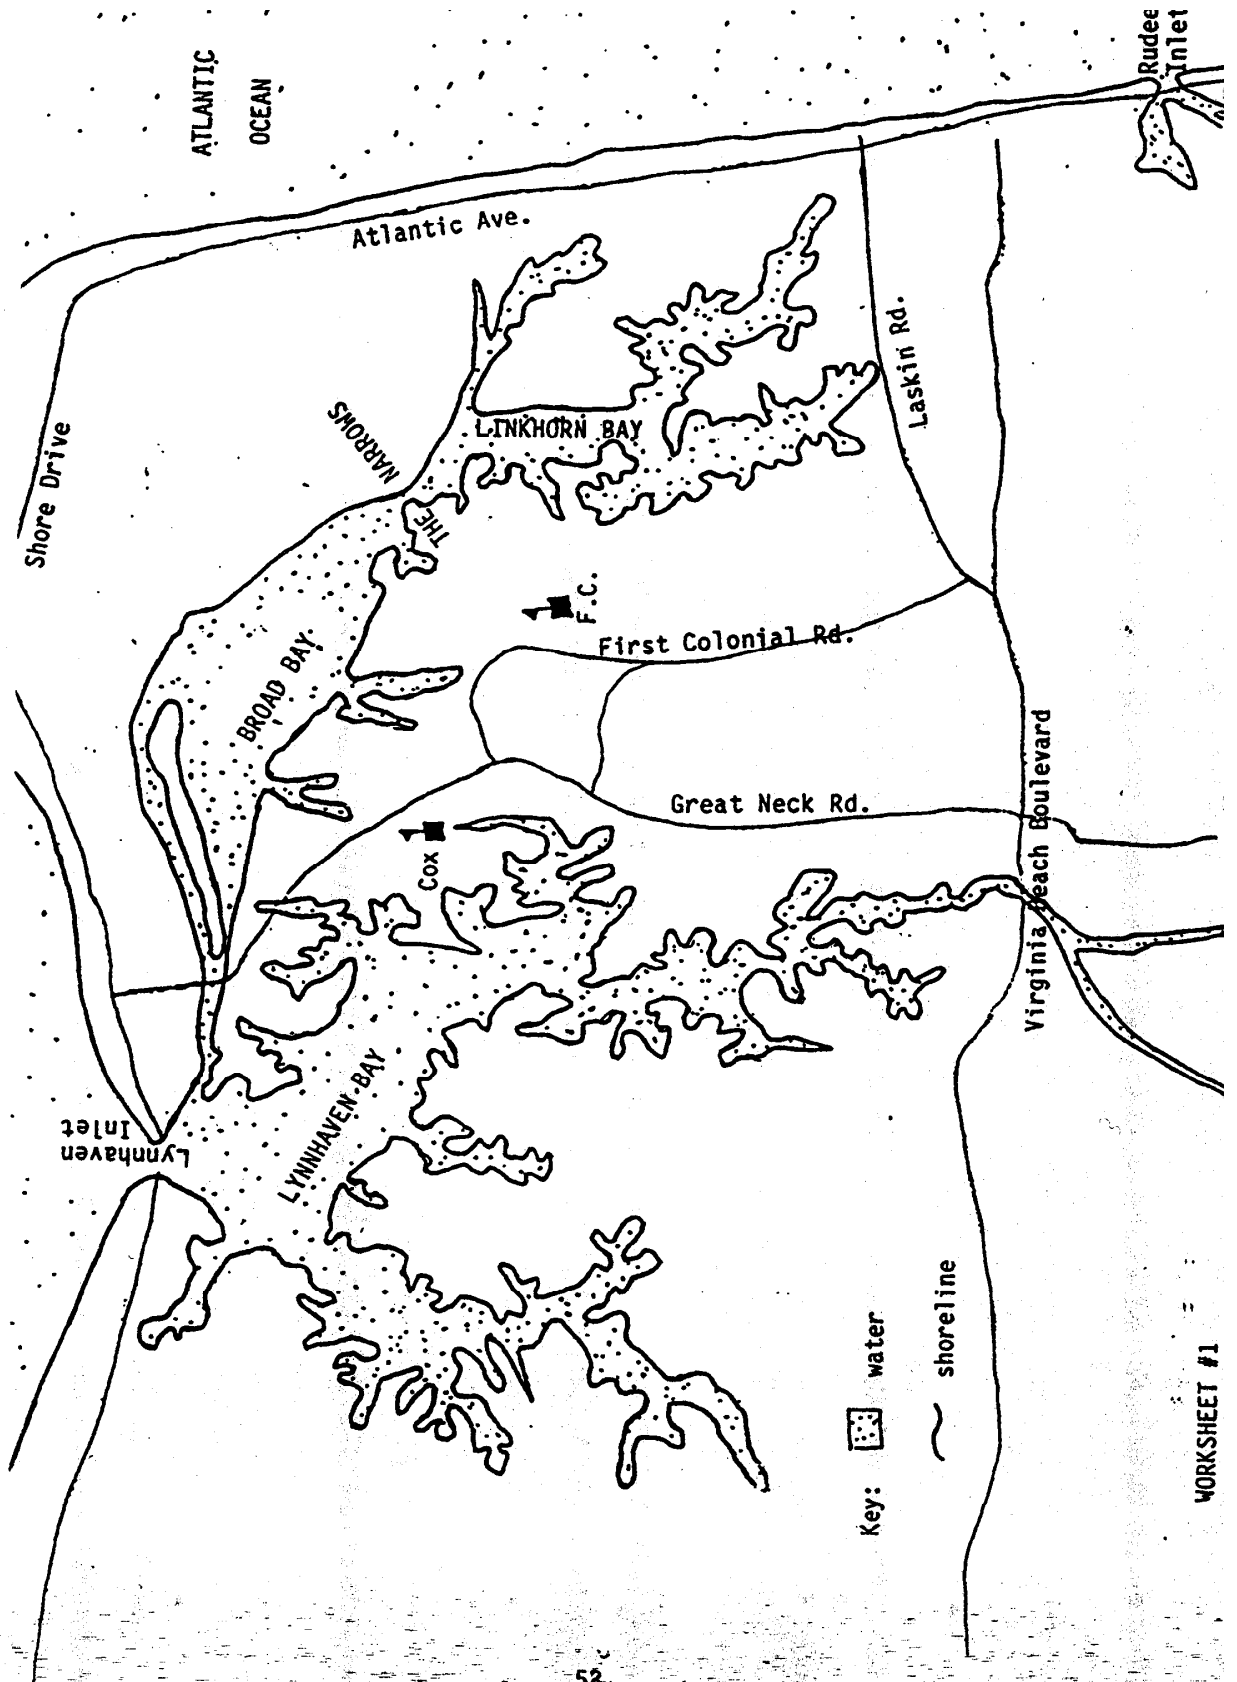 ATLANTIC
OCEAN
Rudee
Inlet
Atlantic Ave.
Shore Drive
THE
NARROWS
LINKHORN BAY
Laskin Rd.
BROAD BAY
F.C.
First Colonial Rd.
Great Neck Rd.
Cox
Virginia Beach Boulevard
Lynnhaven
Inlet
LYNNHAVEN BAY
Key:
water
shoreline
WORKSHEET #1
52